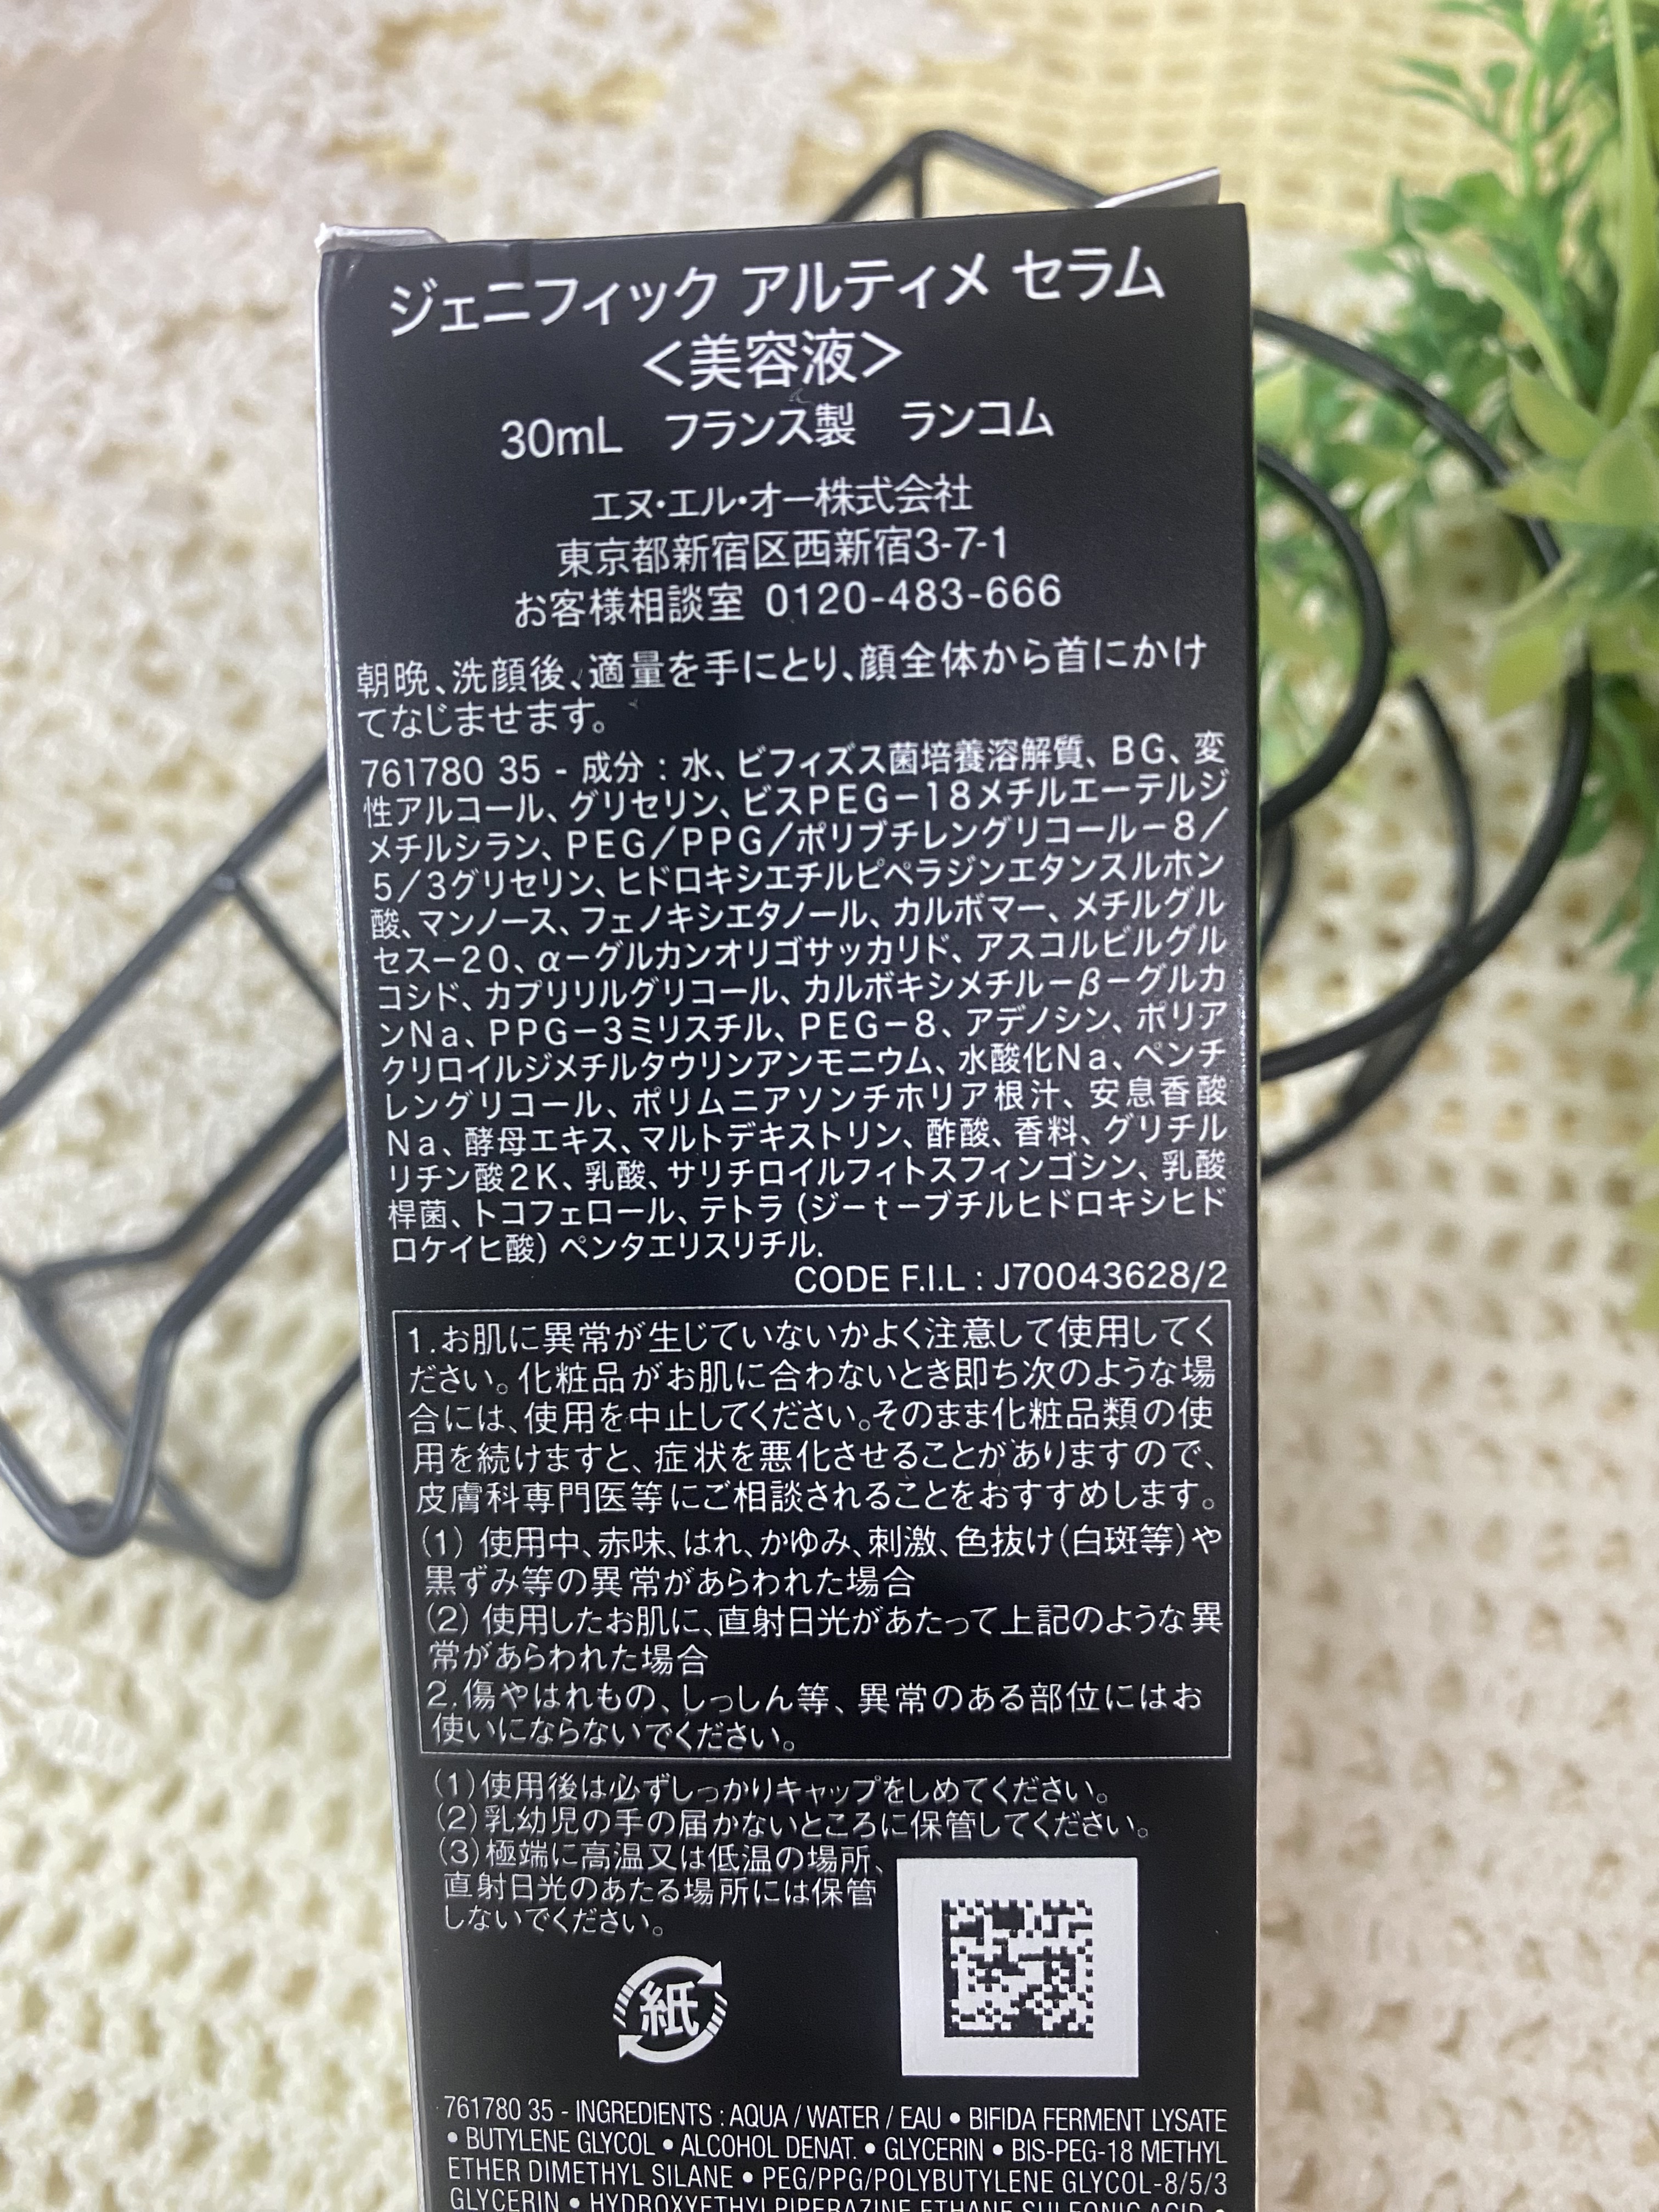 ジェニフィック アルティメ セラム
＜美容液＞
30mL フランス製 ランコム
エヌ・エル・オー株式会社
東京都新宿区西新宿3-7-1
お客様相談室 0120-483-666
朝晩、洗顔後、適量を手にとり、顔全体から首にかけ
てなじませます。
761780 35 - 成分 : 水、ビフィズス菌培養溶解質、BG、変
性アルコール、グリセリン、ビスPEG－18メチルエーテルジ
メチルシラン、PEG／PPG／ポリブチレングリコール－8／
5／3グリセリン、ヒドロキシエチルピペラジンエタンスルホン
酸、マンノース、フェノキシエタノール、カルボマー、メチルグル
セス－20、α－グルカンオリゴサッカリド、アスコルビルグル
コシド、カプリリルグリコール、カルボキシメチル－β－グルカ
ンNa、PPG－3ミリスチル、PEG－8、アデノシン、ポリア
クリロイルジメチルタウリンアンモニウム、水酸化Na、ペンチ
レングリコール、ポリムニアソンチホリア根汁、安息香酸
Na、酵母エキス、マルトデキストリン、酢酸、香料、グリチル
リチン酸2K、乳酸、サリチロイルフィトスフィンゴシン、乳酸
桿菌、トコフェロール、テトラ（ジーｔ－ブチルヒドロキシヒド
ロケイヒ酸）ペンタエリスリチル.
CODE F.I.L : J70043628/2
1.お肌に異常が生じていないかよく注意して使用してく
ださい。化粧品がお肌に合わないとき即ち次のような場
合には、使用を中止してください。そのまま化粧品類の使
用を続けますと、症状を悪化させることがありますので、
皮膚科専門医等にご相談されることをおすすめします。
(1) 使用中、赤味、はれ、かゆみ、刺激、色抜け(白斑等)や
黒ずみ等の異常があらわれた場合
(2) 使用したお肌に、直射日光があたって上記のような異
常があらわれた場合
2.傷やはれもの、しっしん等、異常のある部位にはお
使いにならないでください。
(1)使用後は必ずしっかりキャップをしめてください。
(2)乳幼児の手の届かないところに保管してください。
(3)極端に高温又は低温の場所、
直射日光のあたる場所には保管
しないでください。
紙
761780 35 - INGREDIENTS : AQUA / WATER / EAU • BIFIDA FERMENT LYSATE
• BUTYLENE GLYCOL • ALCOHOL DENAT. • GLYCERIN • BIS-PEG-18 METHYL
ETHER DIMETHYL SILANE • PEG/PPG/POLYBUTYLENE GLYCOL-8/5/3
GLYCERIN • HYDROXYETHYLPIPERAZINE ETHANE SULFONIC ACID •